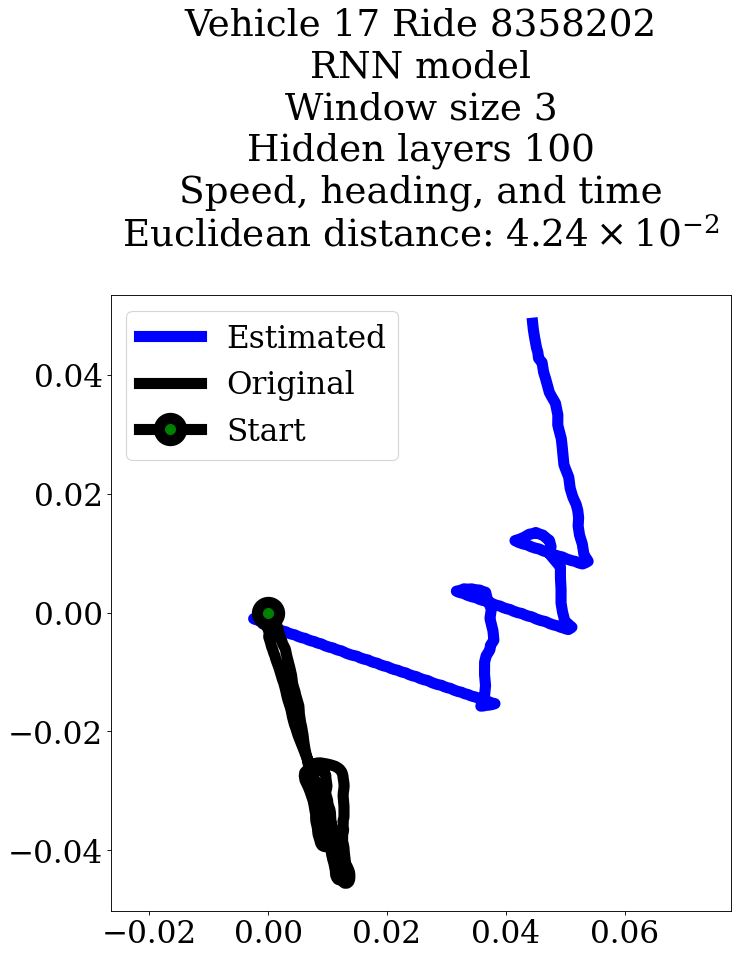 Vehicle 17 Ride 8358202
RNN model
Window size 3
Hidden layers 100
Speed, heading, and time
Euclidean distance: 4.24 × 10⁻²
Estimated
Original
Start
0.04
0.02
0.00
−0.02
−0.04
−0.02 0.00 0.02 0.04 0.06